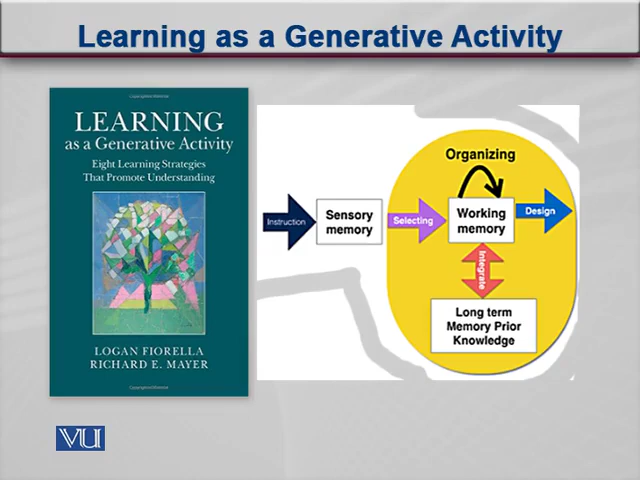 Learning as a Generative Activity
LEARNING
as a Generative Activity
Eight Learning Strategies
That Promote Understanding
LOGAN FIORELLA
RICHARD E. MAYER
Organizing
Instruction
Sensory
memory
Selecting
Working
memory
Design
Integrate
Long term
Memory Prior
Knowledge
VU